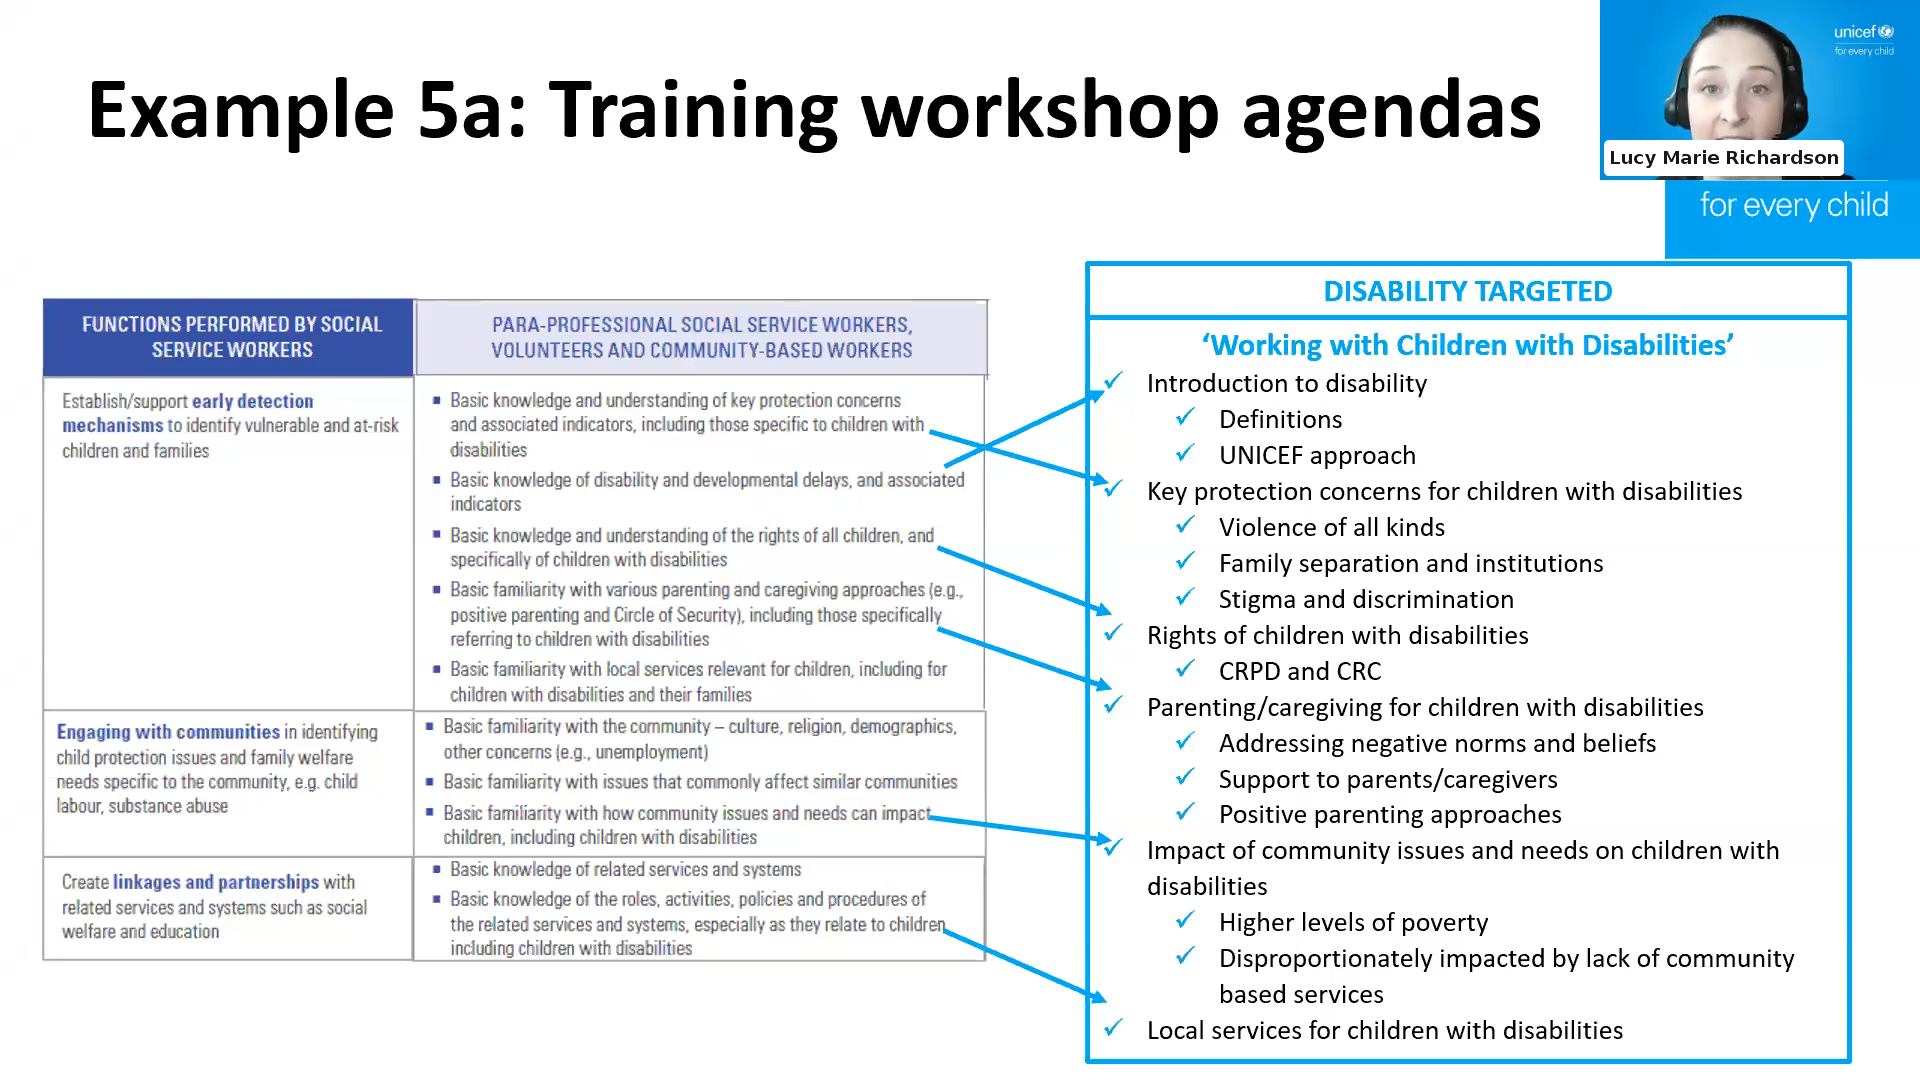 Example 5a: Training workshop agendas
unicef
for every child
Lucy Marie Richardson
for every child
FUNCTIONS PERFORMED BY SOCIAL
SERVICE WORKERS
PARA-PROFESSIONAL SOCIAL SERVICE WORKERS,
VOLUNTEERS AND COMMUNITY-BASED WORKERS
Establish/support early detection
mechanisms to identify vulnerable and at-risk
children and families
Basic knowledge and understanding of key protection concerns
and associated indicators, including those specific to children with
disabilities
Basic knowledge of disability and developmental delays, and associated
indicators
Basic knowledge and understanding of the rights of all children, and
specifically of children with disabilities
Basic familiarity with various parenting and caregiving approaches (e.g.,
positive parenting and Circle of Security), including those specifically
referring to children with disabilities
Basic familiarity with local services relevant for children, including for
children with disabilities and their families
Engaging with communities in identifying
child protection issues and family welfare
needs specific to the community, e.g. child
labour, substance abuse
Basic familiarity with the community – culture, religion, demographics,
other concerns (e.g., unemployment)
Basic familiarity with issues that commonly affect similar communities
Basic familiarity with how community issues and needs can impact
children, including children with disabilities
Create linkages and partnerships with
related services and systems such as social
welfare and education
Basic knowledge of related services and systems
Basic knowledge of the roles, activities, policies and procedures of
the related services and systems, especially as they relate to children,
including children with disabilities
DISABILITY TARGETED
‘Working with Children with Disabilities’
Introduction to disability
Definitions
UNICEF approach
Key protection concerns for children with disabilities
Violence of all kinds
Family separation and institutions
Stigma and discrimination
Rights of children with disabilities
CRPD and CRC
Parenting/caregiving for children with disabilities
Addressing negative norms and beliefs
Support to parents/caregivers
Positive parenting approaches
Impact of community issues and needs on children with
disabilities
Higher levels of poverty
Disproportionately impacted by lack of community
based services
Local services for children with disabilities